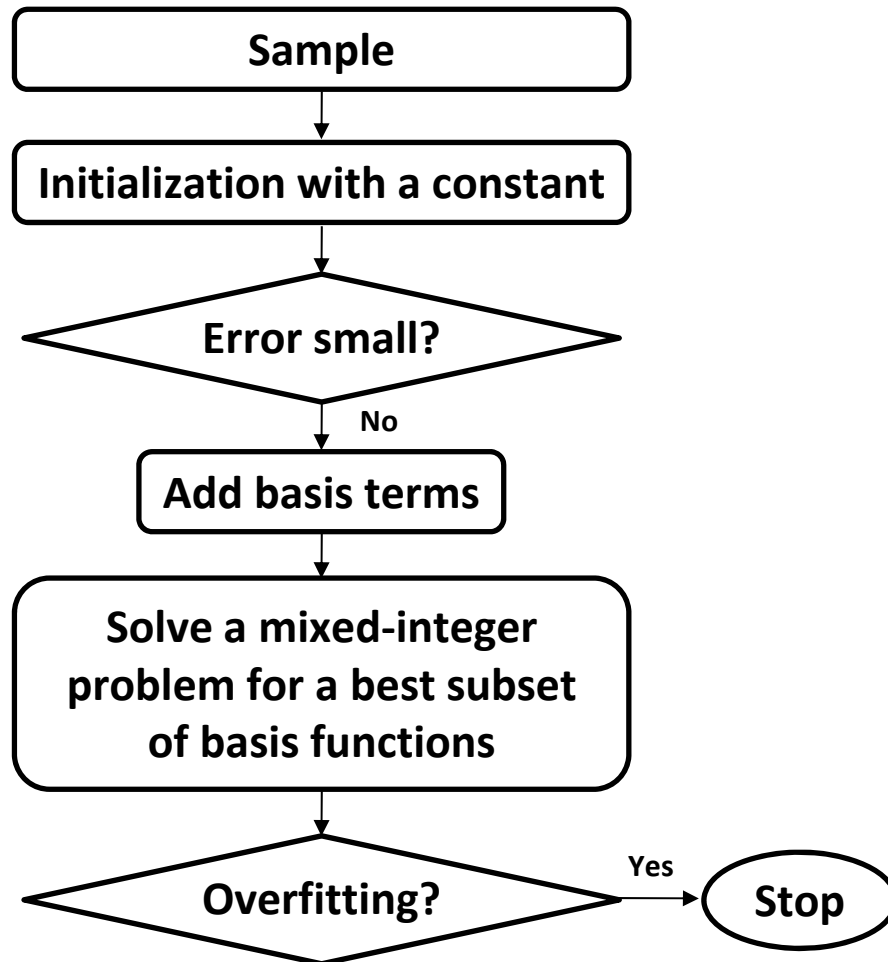 Sample
Initialization with a constant
Error small?
No
Add basis terms
Solve a mixed-integer
problem for a best subset
of basis functions
Overfitting?
Yes
Stop